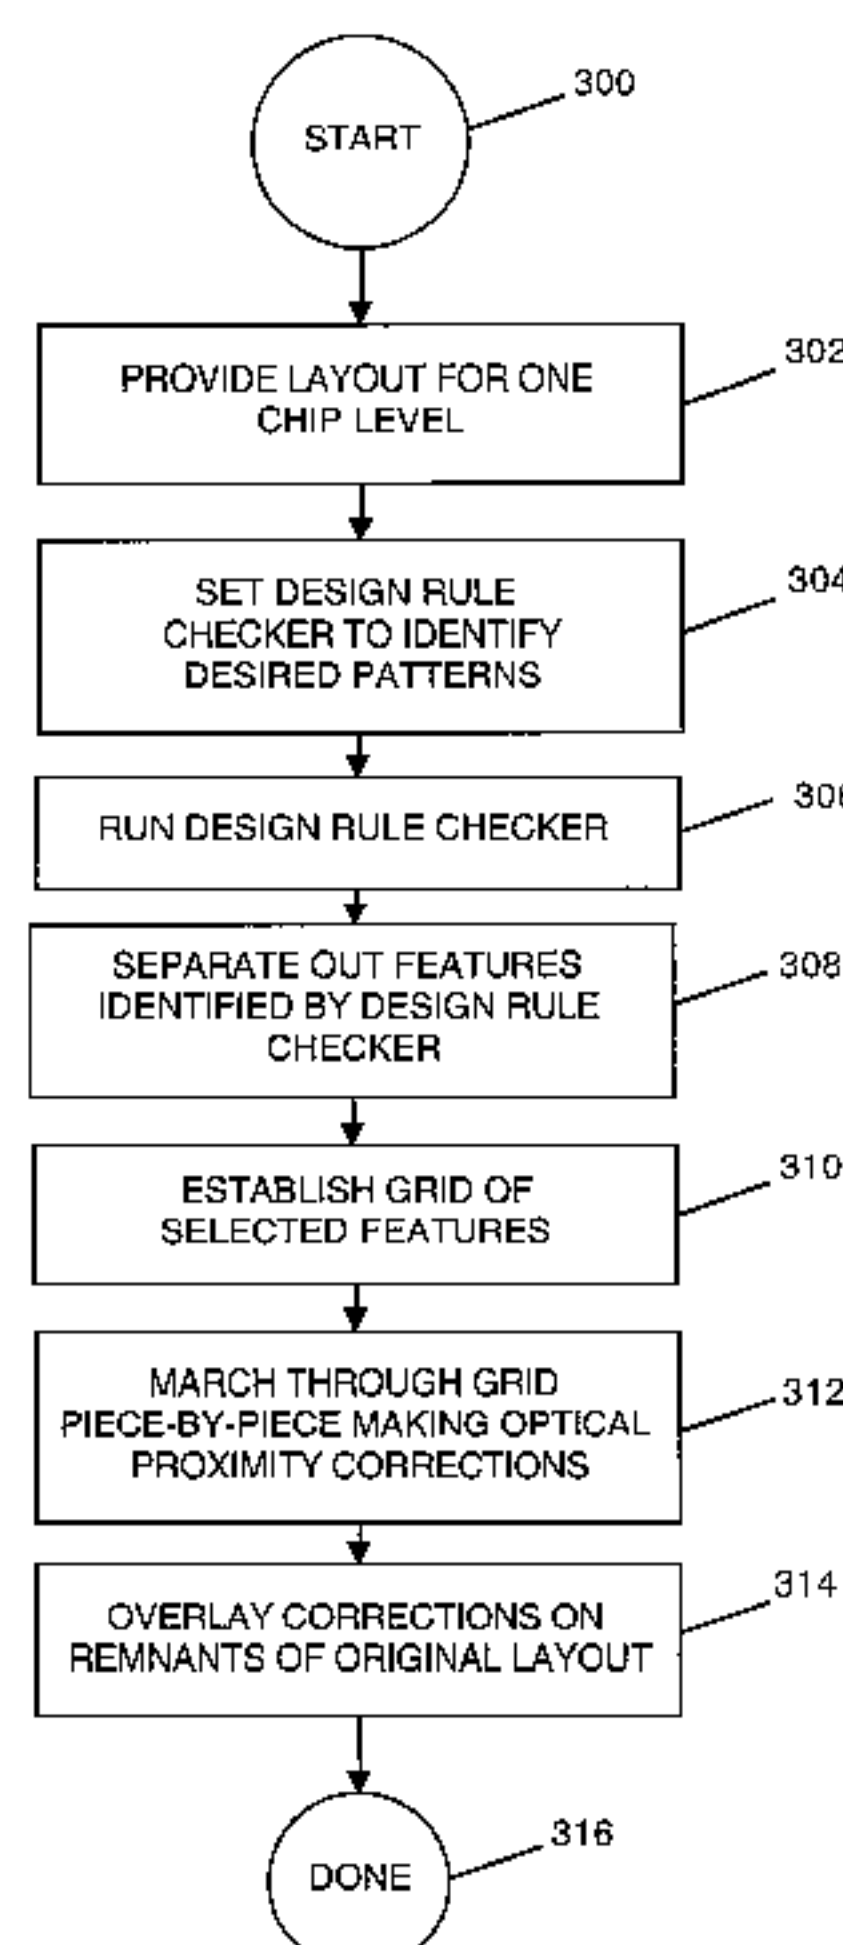 START
300
PROVIDE LAYOUT FOR ONE
CHIP LEVEL
302
SET DESIGN RULE
CHECKER TO IDENTIFY
DESIRED PATTERNS
304
RUN DESIGN RULE CHECKER
306
SEPARATE OUT FEATURES
IDENTIFIED BY DESIGN RULE
CHECKER
308
ESTABLISH GRID OF
SELECTED FEATURES
310
MARCH THROUGH GRID
PIECE-BY-PIECE MAKING OPTICAL
PROXIMITY CORRECTIONS
312
OVERLAY CORRECTIONS ON
REMNANTS OF ORIGINAL LAYOUT
314
DONE
316